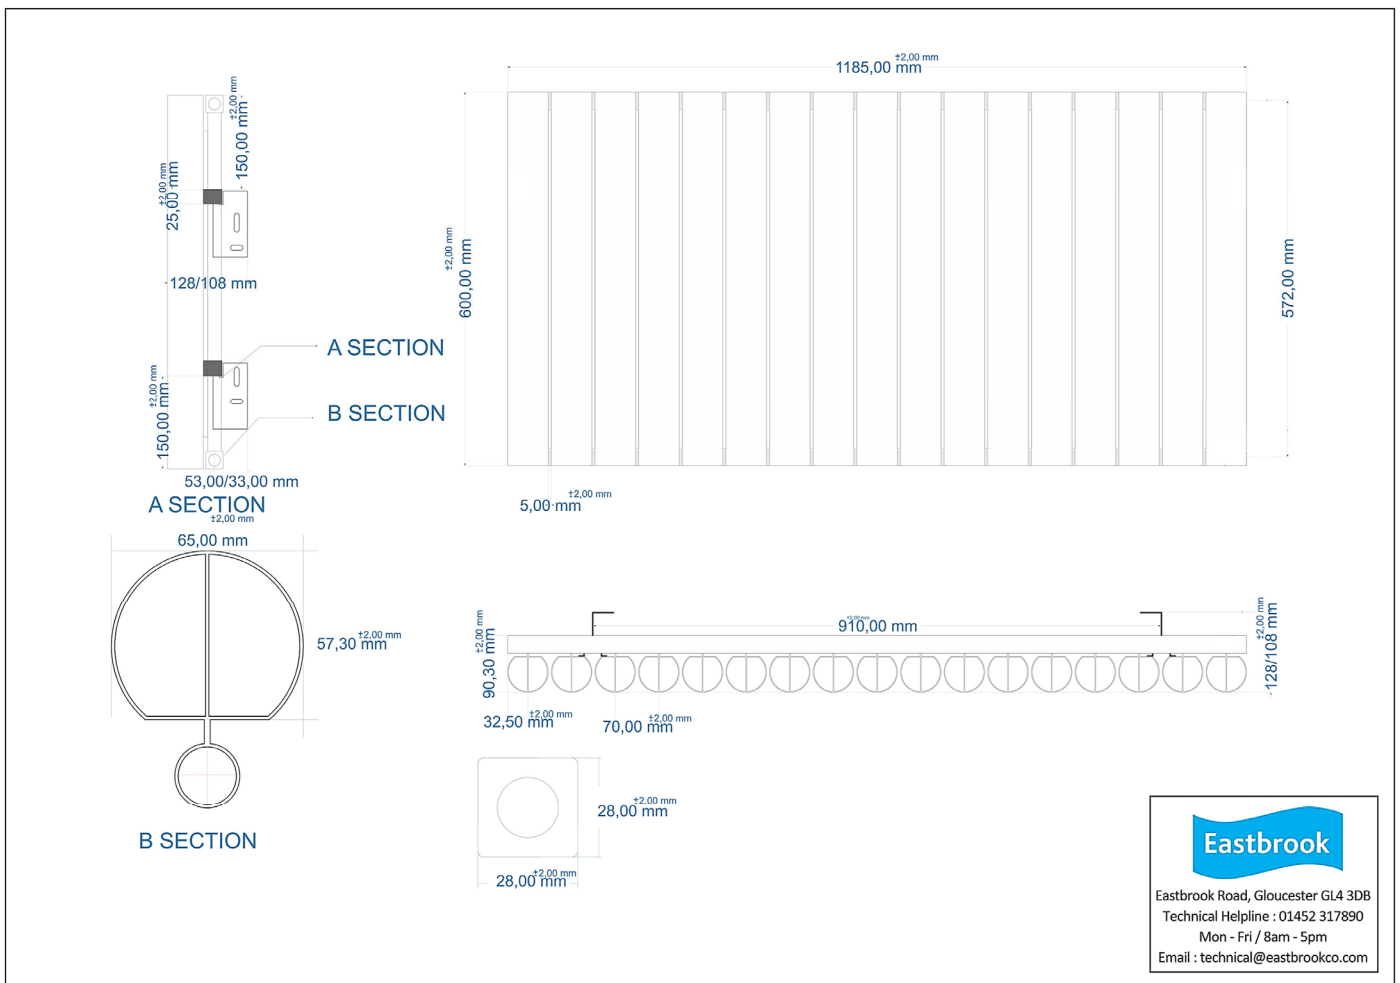 ±2,00 mm
1185,00 mm
±2,00 mm
150,00 mm
±2,00 mm
25,00 mm
128/108 mm
±2,00 mm
600,00 mm
572,00 mm
A SECTION
B SECTION
±2,00 mm
150,00 mm
53,00/33,00 mm
A SECTION
±2,00 mm
65,00 mm
±2,00 mm
5,00 mm
±2,00 mm
57,30 mm
B SECTION
±2,00 mm
90,30 mm
±2,00 mm
910,00 mm
±2,00 mm
128/108 mm
±2,00 mm
32,50 mm
±2,00 mm
70,00 mm
±2.00 mm
28,00 mm
±2,00 mm
28,00 mm
Eastbrook
Eastbrook Road, Gloucester GL4 3DB
Technical Helpline : 01452 317890
Mon - Fri / 8am - 5pm
Email : technical@eastbrookco.com